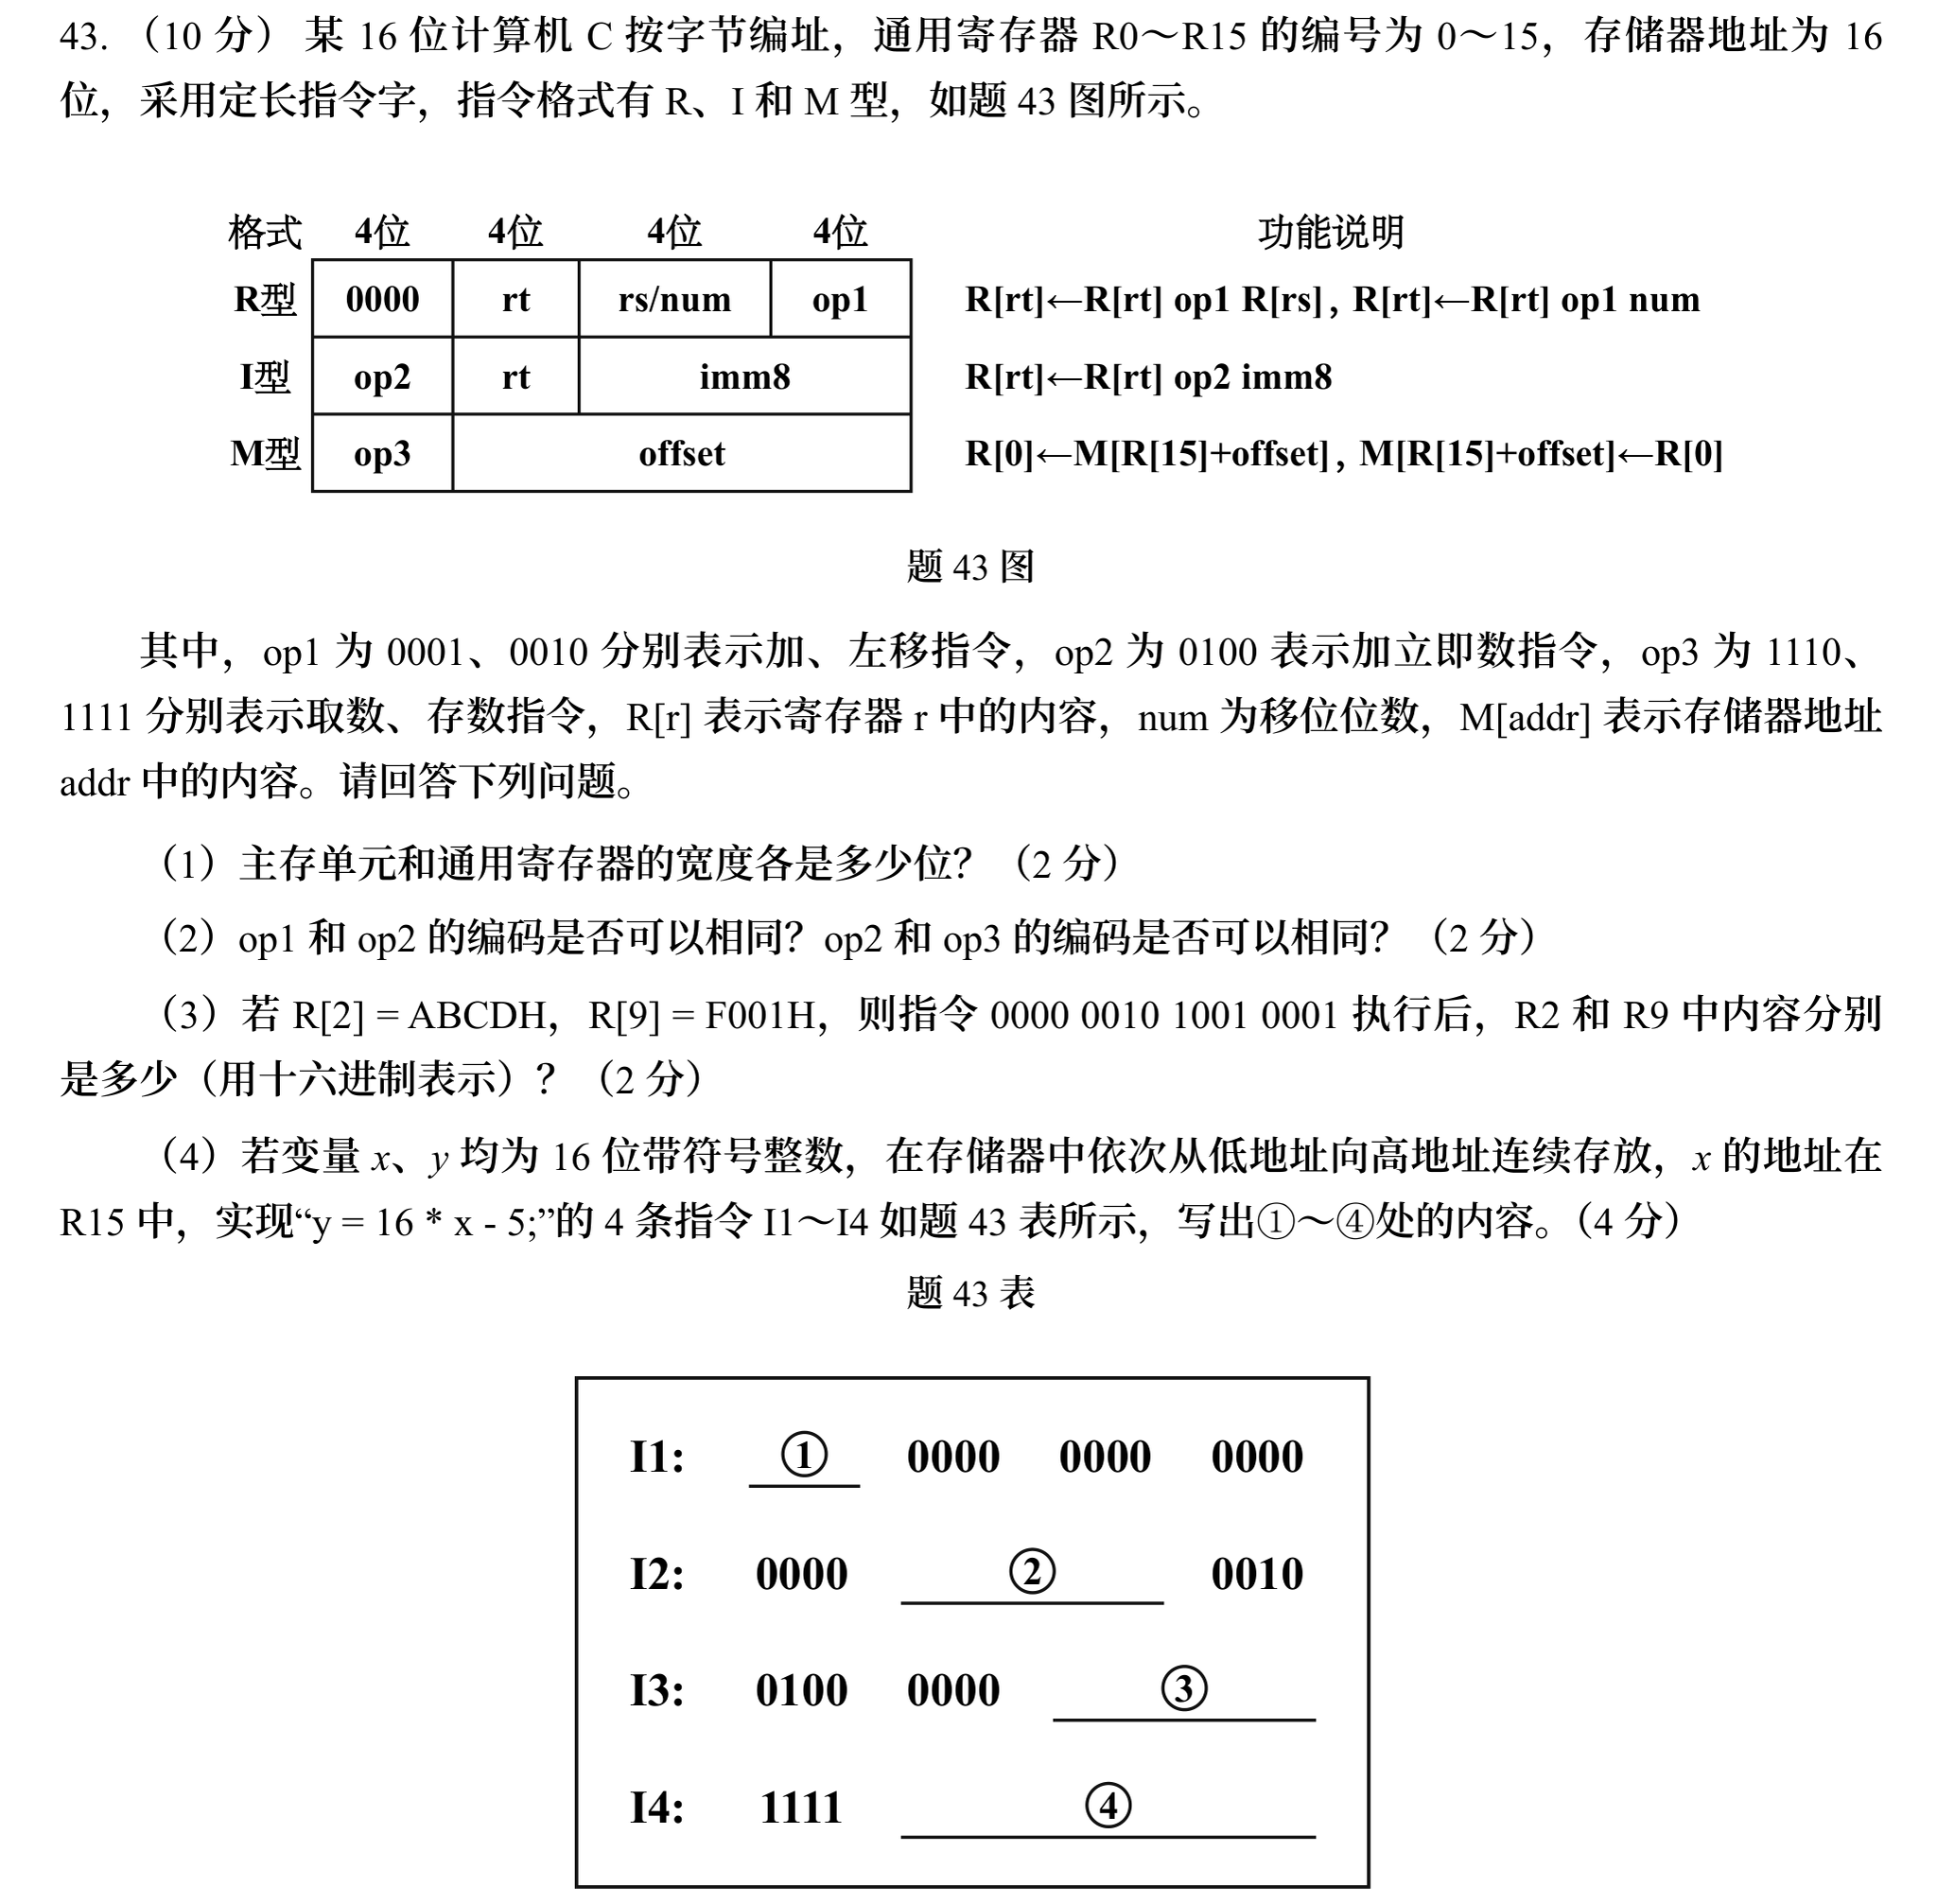 43. （10 分） 某 16 位计算机 C 按字节编址，通用寄存器 R0～R15 的编号为 0～15，存储器地址为 16
位，采用定长指令字，指令格式有 R、I 和 M 型，如题 43 图所示。
格式 4位 4位 4位 4位 功能说明
R型 0000 rt rs/num op1 R[rt]←R[rt] op1 R[rs]，R[rt]←R[rt] op1 num
I型 op2 rt imm8 R[rt]←R[rt] op2 imm8
M型 op3 offset R[0]←M[R[15]+offset]，M[R[15]+offset]←R[0]
题 43 图
其中，op1 为 0001、0010 分别表示加、左移指令，op2 为 0100 表示加立即数指令，op3 为 1110、
1111 分别表示取数、存数指令，R[r] 表示寄存器 r 中的内容，num 为移位位数，M[addr] 表示存储器地址
addr 中的内容。请回答下列问题。
（1）主存单元和通用寄存器的宽度各是多少位？（2 分）
（2）op1 和 op2 的编码是否可以相同？op2 和 op3 的编码是否可以相同？（2 分）
（3）若 R[2] = ABCDH，R[9] = F001H，则指令 0000 0010 1001 0001 执行后，R2 和 R9 中内容分别
是多少（用十六进制表示）？（2 分）
（4）若变量 x、y 均为 16 位带符号整数，在存储器中依次从低地址向高地址连续存放，x 的地址在
R15 中，实现“y = 16 * x - 5;”的 4 条指令 I1～I4 如题 43 表所示，写出①～④处的内容。（4 分）
题 43 表
I1: ① 0000 0000 0000
I2: 0000 ② 0010
I3: 0100 0000 ③
I4: 1111 ④